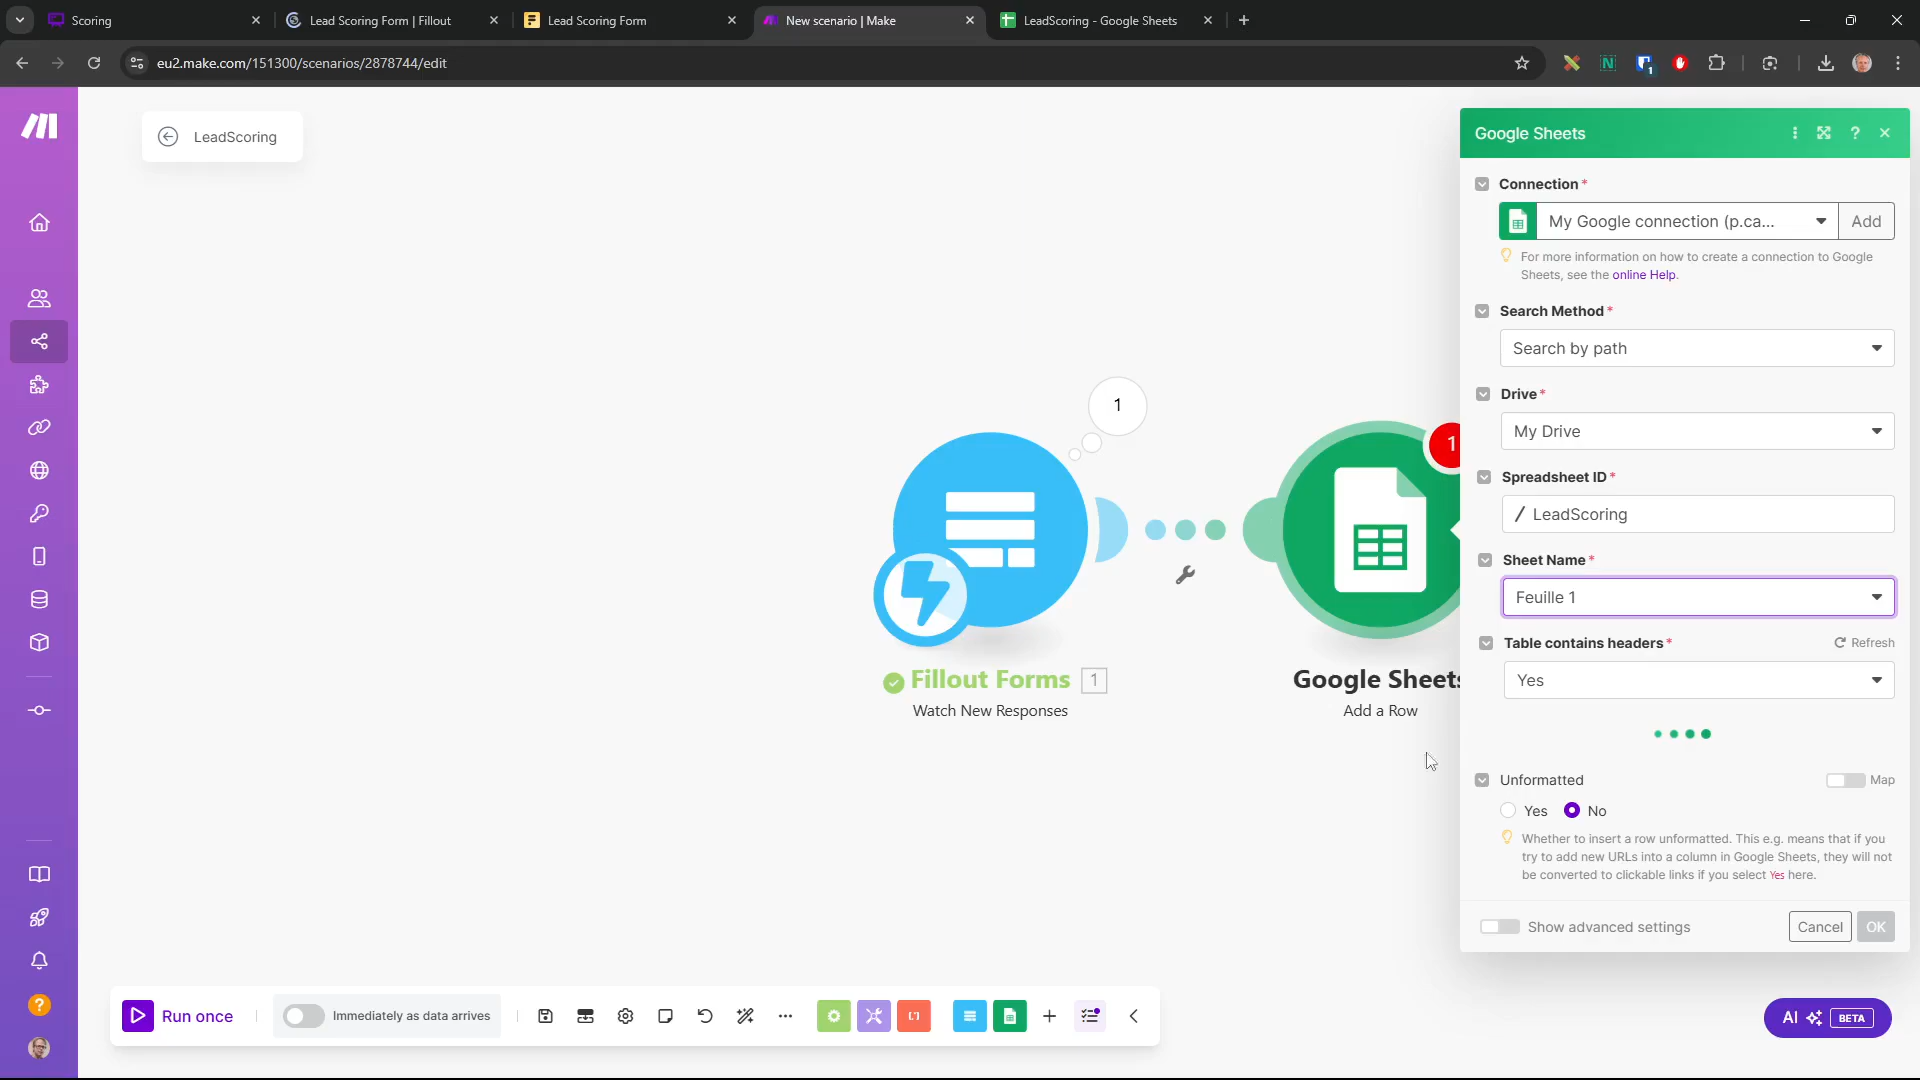 Scoring
Lead Scoring Form | Fillout
Lead Scoring Form
New scenario | Make
LeadScoring - Google Sheets
eu2.make.com/151300/scenarios/2878744/edit
1
LeadScoring
Google Sheets
?
Connection *
My Google connection (p.ca...
Add
For more information on how to create a connection to Google
Sheets, see the online Help.
Search Method *
Search by path
Drive *
My Drive
Spreadsheet ID *
/ LeadScoring
Sheet Name *
Feuille 1
Table contains headers *
Refresh
Yes
Unformatted
Map
Yes
No
Whether to insert a row unformatted. This e.g. means that if you
try to add new URLs into a column in Google Sheets, they will not
be converted to clickable links if you select Yes here.
Show advanced settings
Cancel
OK
1
1
Fillout Forms 1
Watch New Responses
Google Sheets
Add a Row
?
Run once
Immediately as data arrives
AI BETA